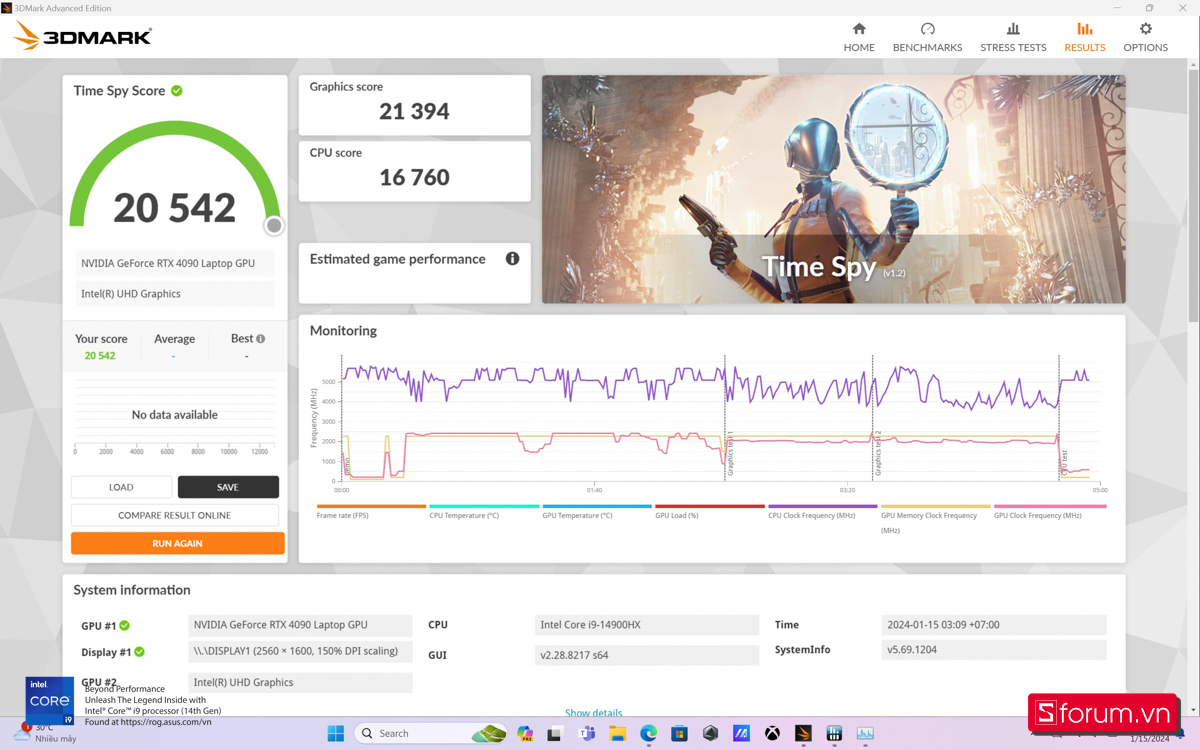 3DMark Advanced Edition
3DMARK
HOME
BENCHMARKS
STRESS TESTS
RESULTS
OPTIONS
Time Spy Score
20 542
NVIDIA GeForce RTX 4090 Laptop GPU
Intel(R) UHD Graphics
Your score
20 542
Average
-
Best
-
No data available
0 2000 4000 6000 8000 10000 12000
LOAD
SAVE
COMPARE RESULT ONLINE
RUN AGAIN
Graphics score
21 394
CPU score
16 760
Estimated game performance
Time Spy (v1.2)
Monitoring
Frequency (MHz)
5000
4000
3000
2000
1000
0
Graphics test 1
Graphics test 2
CPU test
00:00 01:40 03:20 05:00
Frame rate (FPS)
CPU Temperature (°C)
GPU Temperature (°C)
GPU Load (%)
CPU Clock Frequency (MHz)
GPU Memory Clock Frequency
(MHz)
GPU Clock Frequency (MHz)
System information
GPU #1 NVIDIA GeForce RTX 4090 Laptop GPU
Display #1 \\.\DISPLAY1 (2560 × 1600, 150% DPI scaling)
GPU #2 Intel(R) UHD Graphics
CPU Intel Core i9-14900HX
GUI v2.28.8217 s64
Time 2024-01-15 03:09 +07:00
SystemInfo v5.69.1204
Show details
intel.
CORE
i9
Beyond Performance
Unleash The Legend Inside with
Intel® Core™ i9 processor (14th Gen)
Found at https://rog.asus.com/vn
30°C
Nhiều mây
Search
PRE
Sforum.vn
1/15/2024